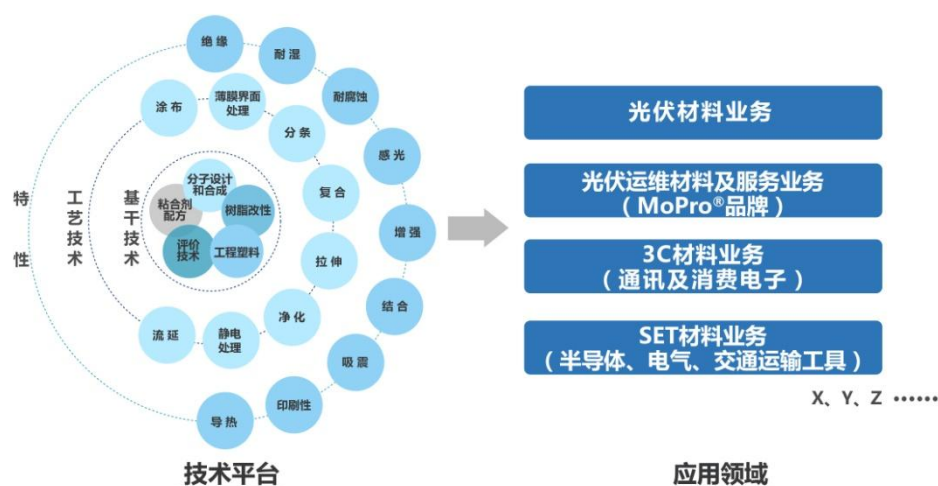 绝缘
耐湿
耐腐蚀
感光
增强
结合
吸震
印刷性
导热
涂布
薄膜界面
处理
分条
复合
拉伸
净化
静电
处理
流延
分子设计
和合成
树脂改性
工程塑料
评价
技术
粘合剂
配方
特性
工艺技术
基干技术
技术平台
光伏材料业务
光伏运维材料及服务业务
（MoPro®品牌）
3C材料业务
（通讯及消费电子）
SET材料业务
（半导体、电气、交通运输工具）
X、Y、Z ……
应用领域